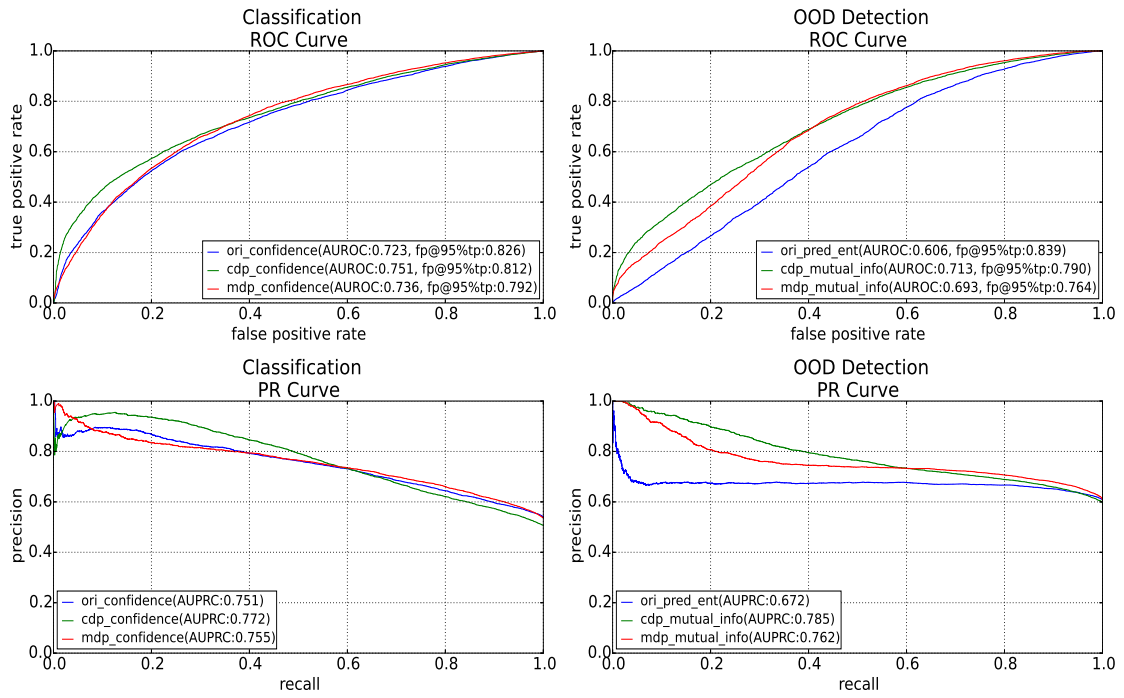 Classification
ROC Curve
1.0
0.8
0.6
0.4
0.2
0.0
true positive rate
ori_confidence(AUROC:0.723, fp@95%tp:0.826)
cdp_confidence(AUROC:0.751, fp@95%tp:0.812)
mdp_confidence(AUROC:0.736, fp@95%tp:0.792)
0.0 0.2 0.4 0.6 0.8 1.0
false positive rate
OOD Detection
ROC Curve
1.0
0.8
0.6
0.4
0.2
0.0
true positive rate
ori_pred_ent(AUROC:0.606, fp@95%tp:0.839)
cdp_mutual_info(AUROC:0.713, fp@95%tp:0.790)
mdp_mutual_info(AUROC:0.693, fp@95%tp:0.764)
0.0 0.2 0.4 0.6 0.8 1.0
false positive rate
Classification
PR Curve
1.0
0.8
0.6
0.4
0.2
0.0
precision
ori_confidence(AUPRC:0.751)
cdp_confidence(AUPRC:0.772)
mdp_confidence(AUPRC:0.755)
0.0 0.2 0.4 0.6 0.8 1.0
recall
OOD Detection
PR Curve
1.0
0.8
0.6
0.4
0.2
0.0
precision
ori_pred_ent(AUPRC:0.672)
cdp_mutual_info(AUPRC:0.785)
mdp_mutual_info(AUPRC:0.762)
0.0 0.2 0.4 0.6 0.8 1.0
recall